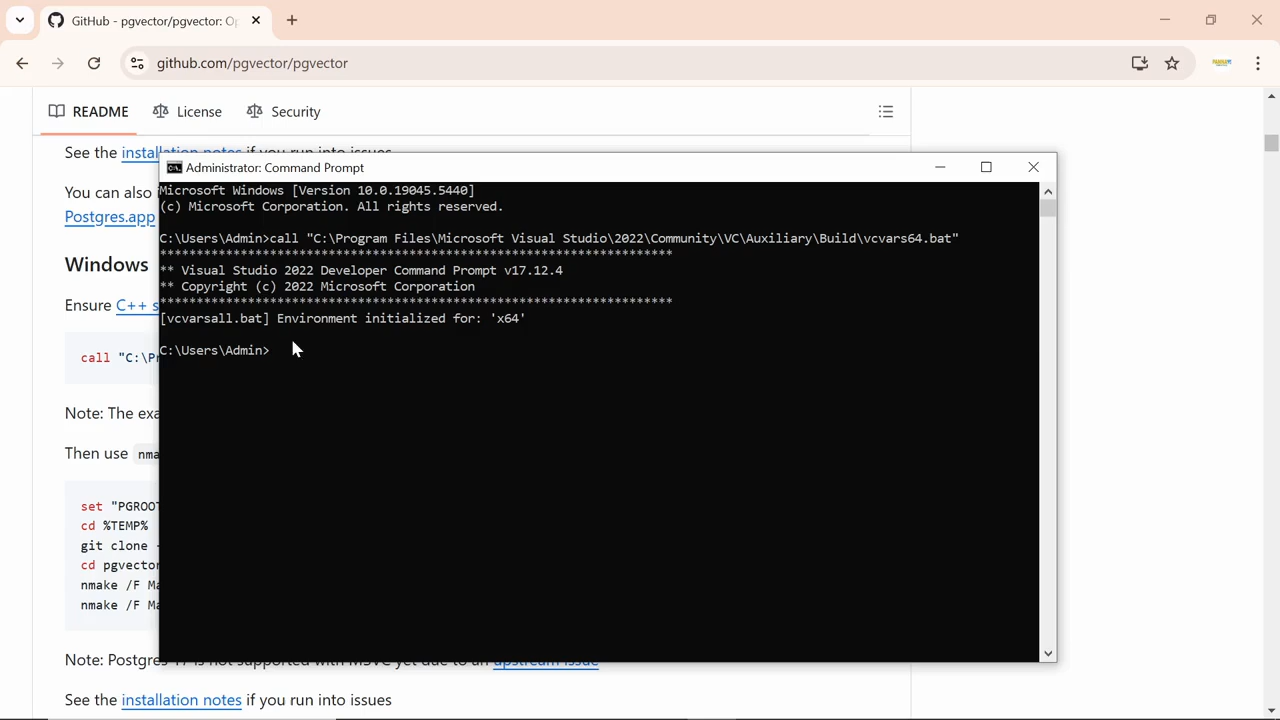 GitHub - pgvector/pgvector: Op
github.com/pgvector/pgvector
README
License
Security
See the installation notes if you run into issues
You can also
Postgres.app
Windows
Ensure C++ s
call "C:\Pr
Note: The exa
Then use nma
set "PGROOT
cd %TEMP%
git clone -
cd pgvector
nmake /F Ma
nmake /F Ma
Note: Postgres 17 is not supported with MSVC yet due to an upstream issue
See the installation notes if you run into issues
Administrator: Command Prompt
Microsoft Windows [Version 10.0.19045.5440]
(c) Microsoft Corporation. All rights reserved.
C:\Users\Admin>call "C:\Program Files\Microsoft Visual Studio\2022\Community\VC\Auxiliary\Build\vcvars64.bat"
**********************************************************************
** Visual Studio 2022 Developer Command Prompt v17.12.4
** Copyright (c) 2022 Microsoft Corporation
**********************************************************************
[vcvarsall.bat] Environment initialized for: 'x64'
C:\Users\Admin>